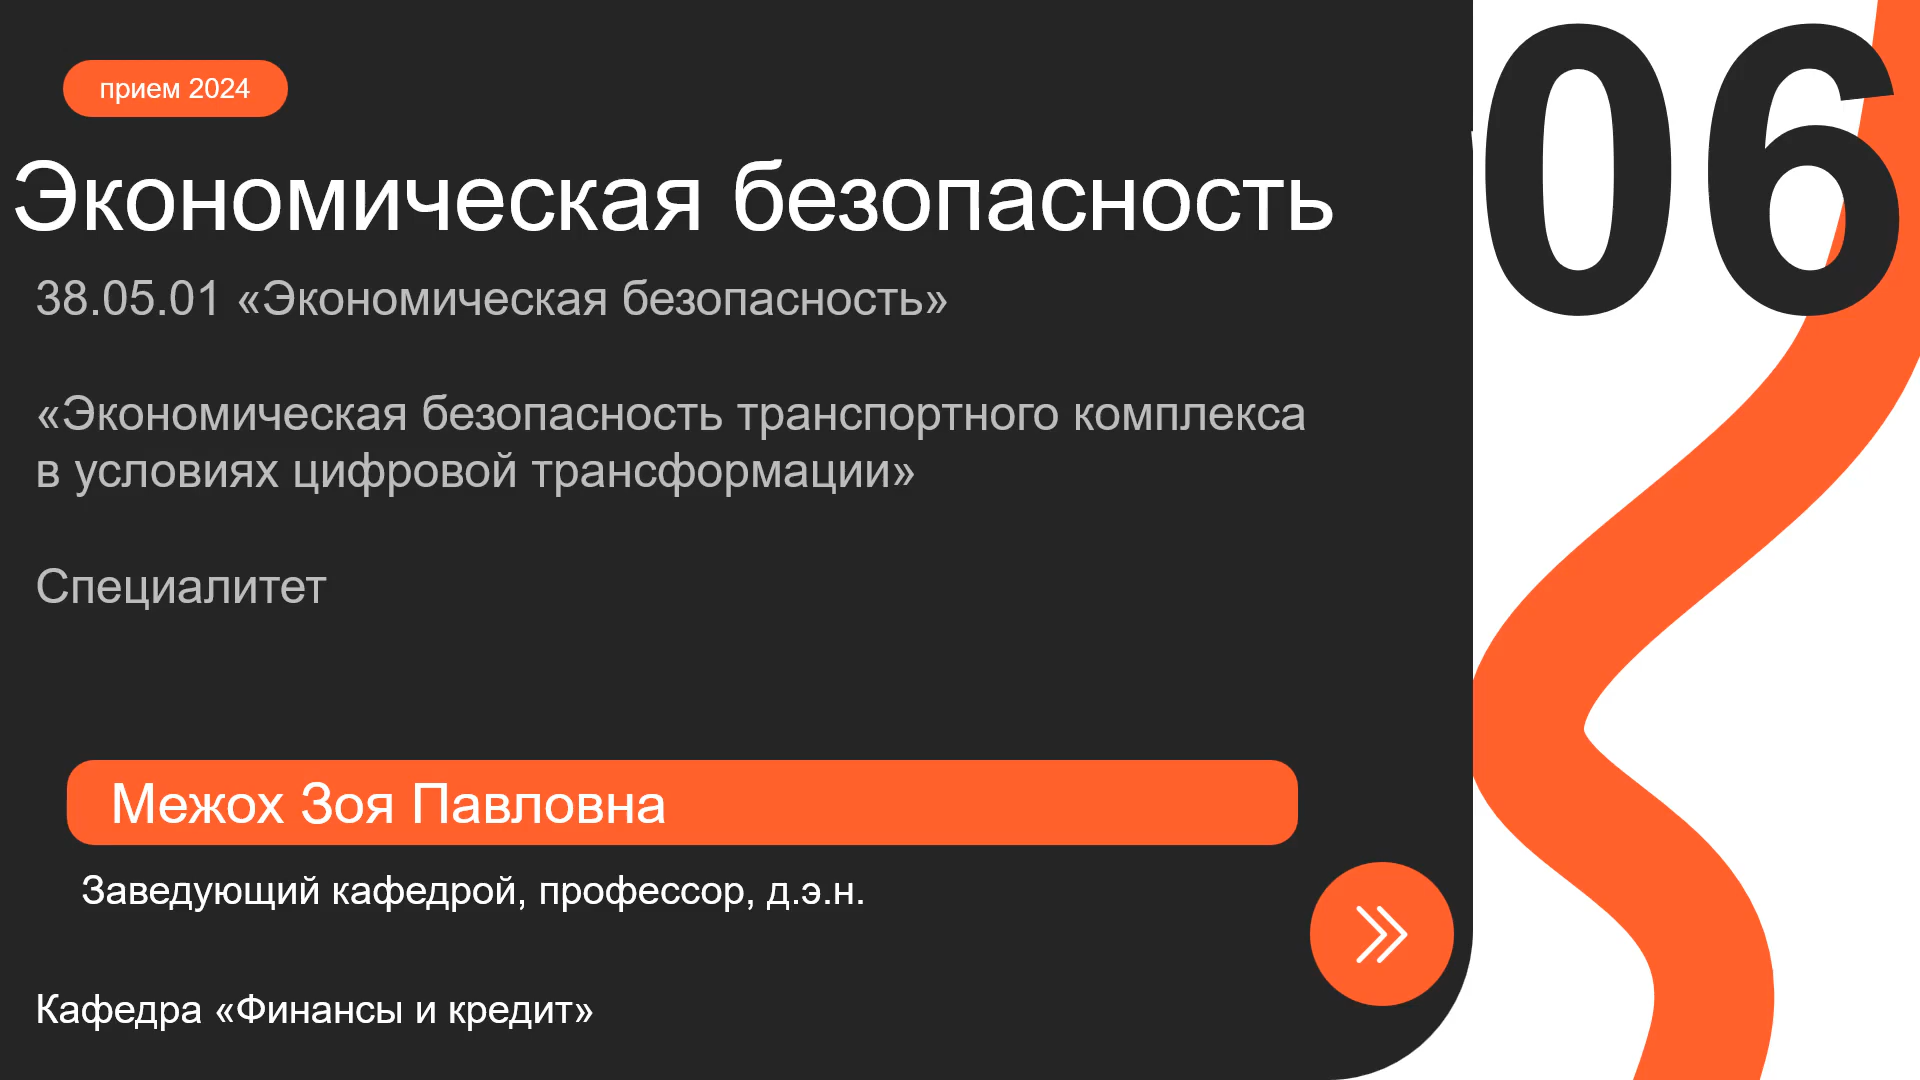 прием 2024
06
Экономическая безопасность
38.05.01 «Экономическая безопасность»
«Экономическая безопасность транспортного комплекса
в условиях цифровой трансформации»
Специалитет
Межох Зоя Павловна
Заведующий кафедрой, профессор, д.э.н.
Кафедра «Финансы и кредит»